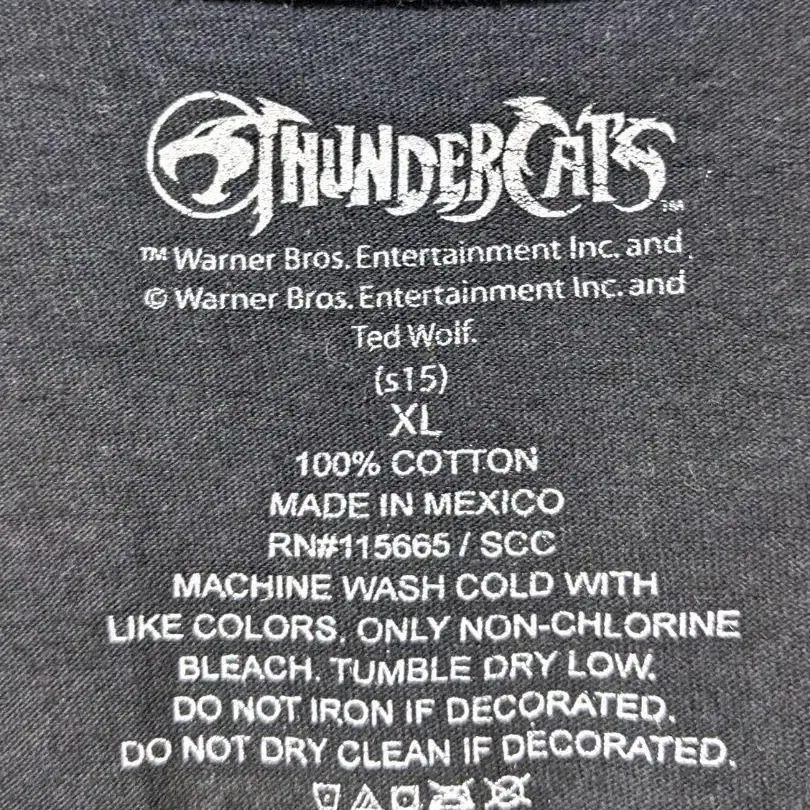 THUNDERCATS™
™ Warner Bros. Entertainment Inc. and
© Warner Bros. Entertainment Inc. and
Ted Wolf.
(s15)
XL
100% COTTON
MADE IN MEXICO
RN#115665 / SCC
MACHINE WASH COLD WITH
LIKE COLORS. ONLY NON-CHLORINE
BLEACH. TUMBLE DRY LOW.
DO NOT IRON IF DECORATED.
DO NOT DRY CLEAN IF DECORATED.